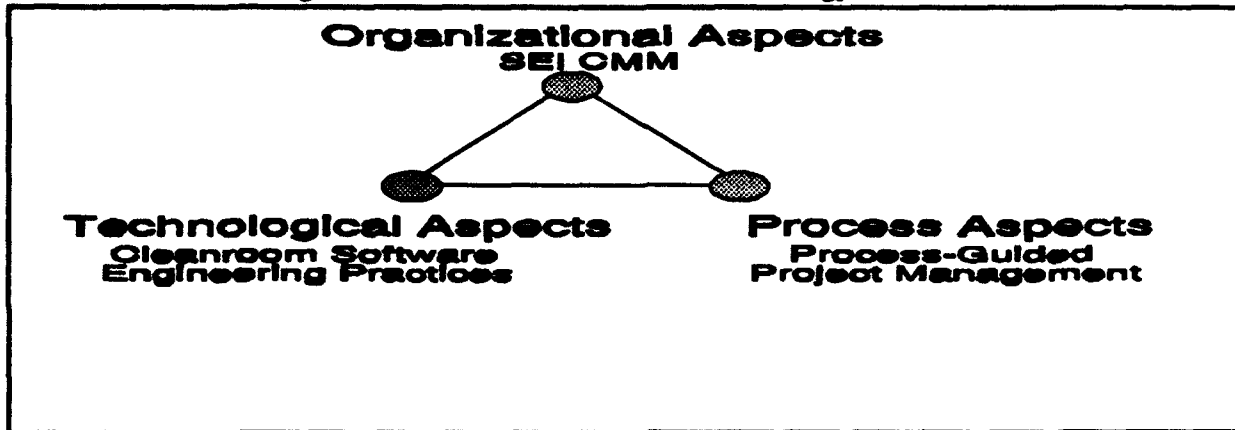 Organizational Aspects
SEI CMM
Technological Aspects
Cleanroom Software
Engineering Practices
Process Aspects
Process-Guided
Project Management